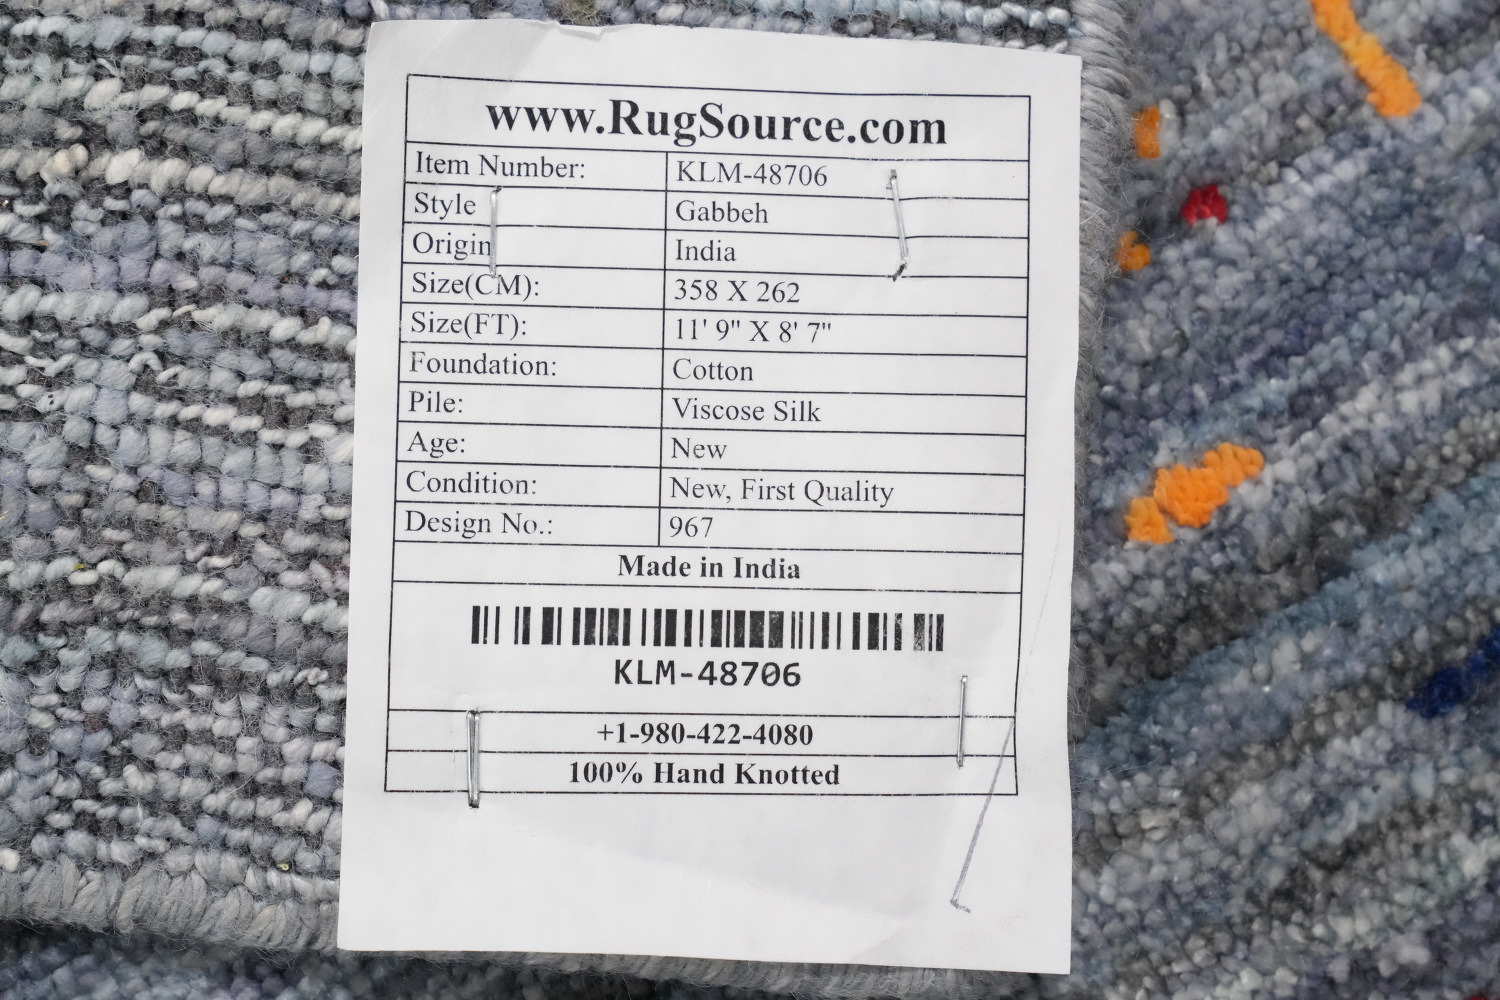 www.RugSource.com
Item Number: KLM-48706
Style Gabbeh
Origin India
Size(CM): 358 X 262
Size(FT): 11' 9" X 8' 7"
Foundation: Cotton
Pile: Viscose Silk
Age: New
Condition: New, First Quality
Design No.: 967
Made in India
KLM-48706
+1-980-422-4080
100% Hand Knotted